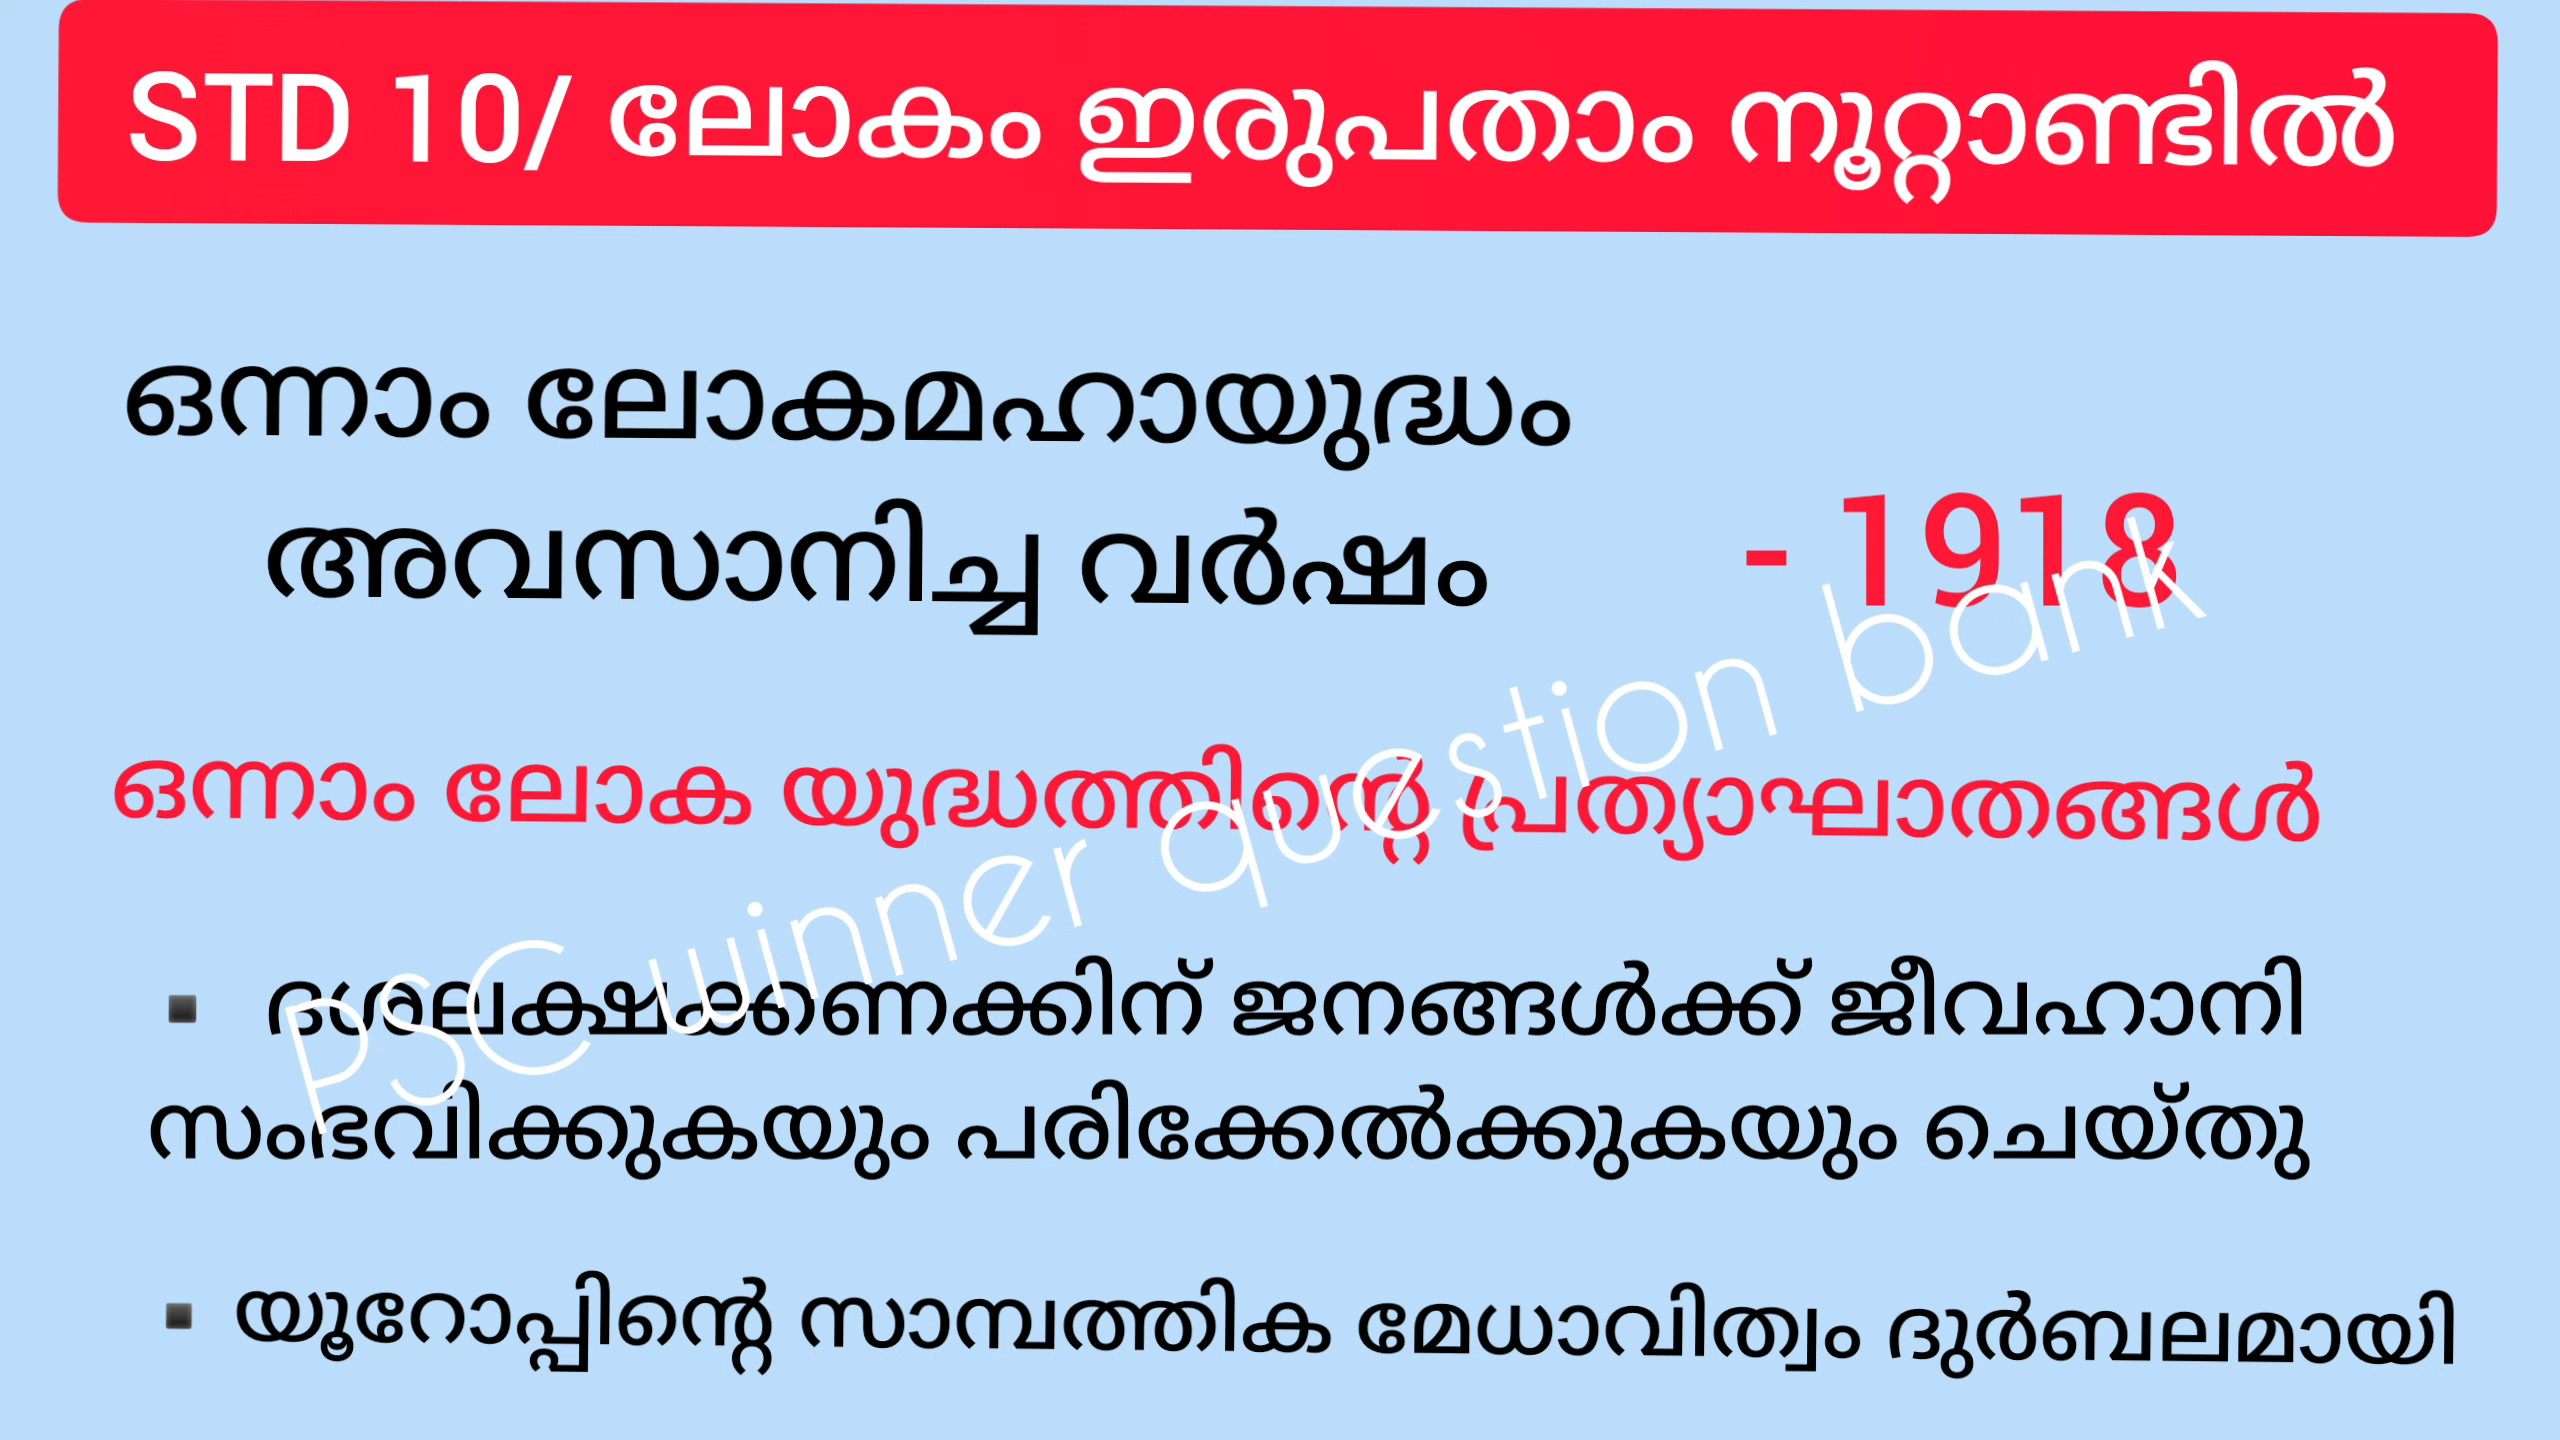 STD 10/ ലോകം ഇരുപതാം നൂറ്റാണ്ടിൽ
ഒന്നാം ലോകമഹായുദ്ധം
അവസാനിച്ച വർഷം - 1918
ഒന്നാം ലോക യുദ്ധത്തിന്റെ പ്രത്യാഘാതങ്ങൾ
▪ ദശലക്ഷക്കണക്കിന് ജനങ്ങൾക്ക് ജീവഹാനി
സംഭവിക്കുകയും പരിക്കേൽക്കുകയും ചെയ്തു
▪ യൂറോപ്പിന്റെ സാമ്പത്തിക മേധാവിത്വം ദുർബലമായി
PSC winner question bank